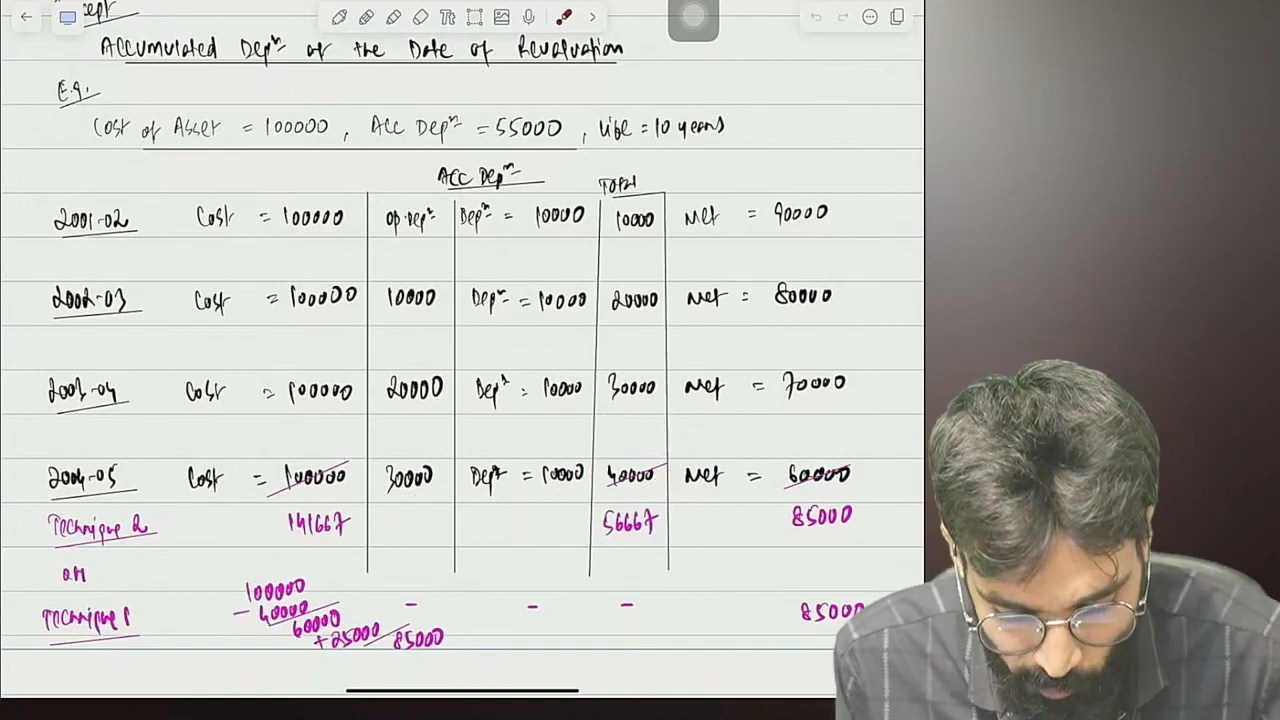 cept
Accumulated Depn at the Date of Revaluation
E.g.
Cost of Asset = 100000, Acc Depn = 55000, Life = 10 years
Acc Depn Total
2001-02 Cost = 100000 op. Depn Depn = 10000 10000 Net = 90000
2002-03 Cost = 100000 10000 Depn = 10000 20000 Net = 80000
2003-04 Cost = 100000 20000 Depn = 10000 30000 Net = 70000
2004-05 Cost = 100000 30000 Depn = 10000 40000 Net = 60000
Technique 2 141667 56667 85000
OR
100000
Technique 1 - 40000 - - - 85000
60000
+ 25000 85000